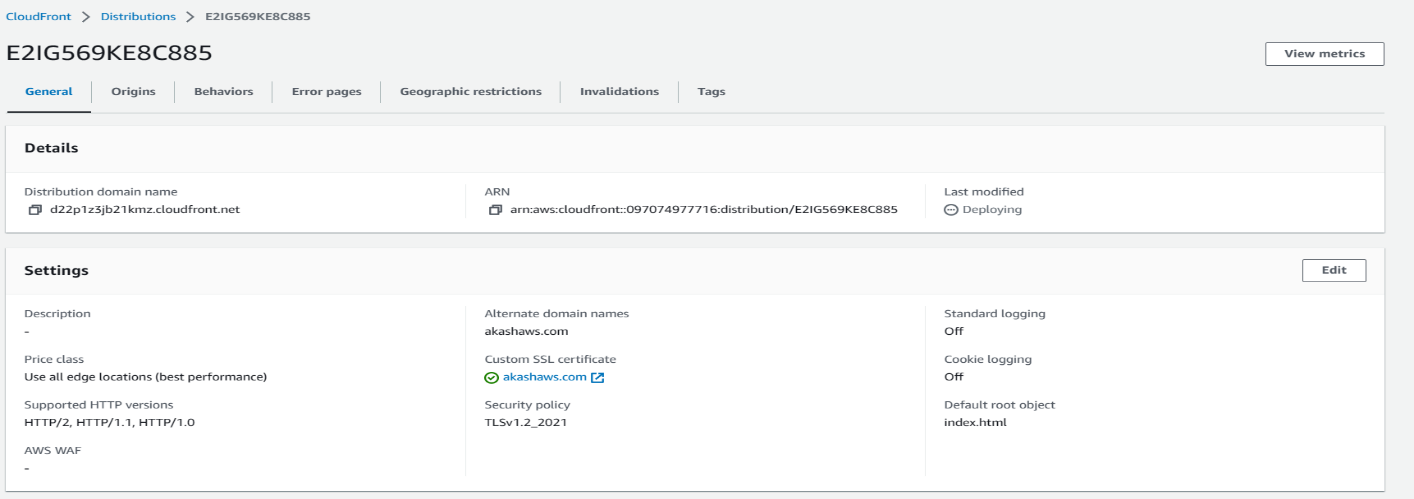 CloudFront > Distributions > E2IG569KE8C885
E2IG569KE8C885
View metrics
General
Origins
Behaviors
Error pages
Geographic restrictions
Invalidations
Tags
Details
Distribution domain name
d22p1z3jb21kmz.cloudfront.net
ARN
arn:aws:cloudfront::097074977716:distribution/E2IG569KE8C885
Last modified
Deploying
Settings
Edit
Description
-
Price class
Use all edge locations (best performance)
Supported HTTP versions
HTTP/2, HTTP/1.1, HTTP/1.0
AWS WAF
-
Alternate domain names
akashaws.com
Custom SSL certificate
akashaws.com
Security policy
TLSv1.2_2021
Standard logging
Off
Cookie logging
Off
Default root object
index.html